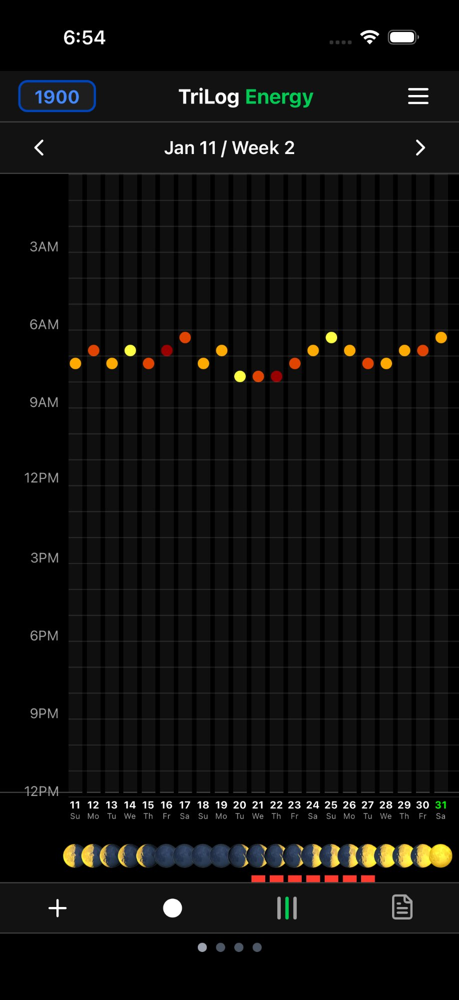 6:54
1900 TriLog Energy
Jan 11 / Week 2
3AM
6AM
9AM
12PM
3PM
6PM
9PM
12PM
11 12 13 14 15 16 17 18 19 20 21 22 23 24 25 26 27 28 29 30 31
Su Mo Tu We Th Fr Sa Su Mo Tu We Th Fr Sa Su Mo Tu We Th Fr Sa